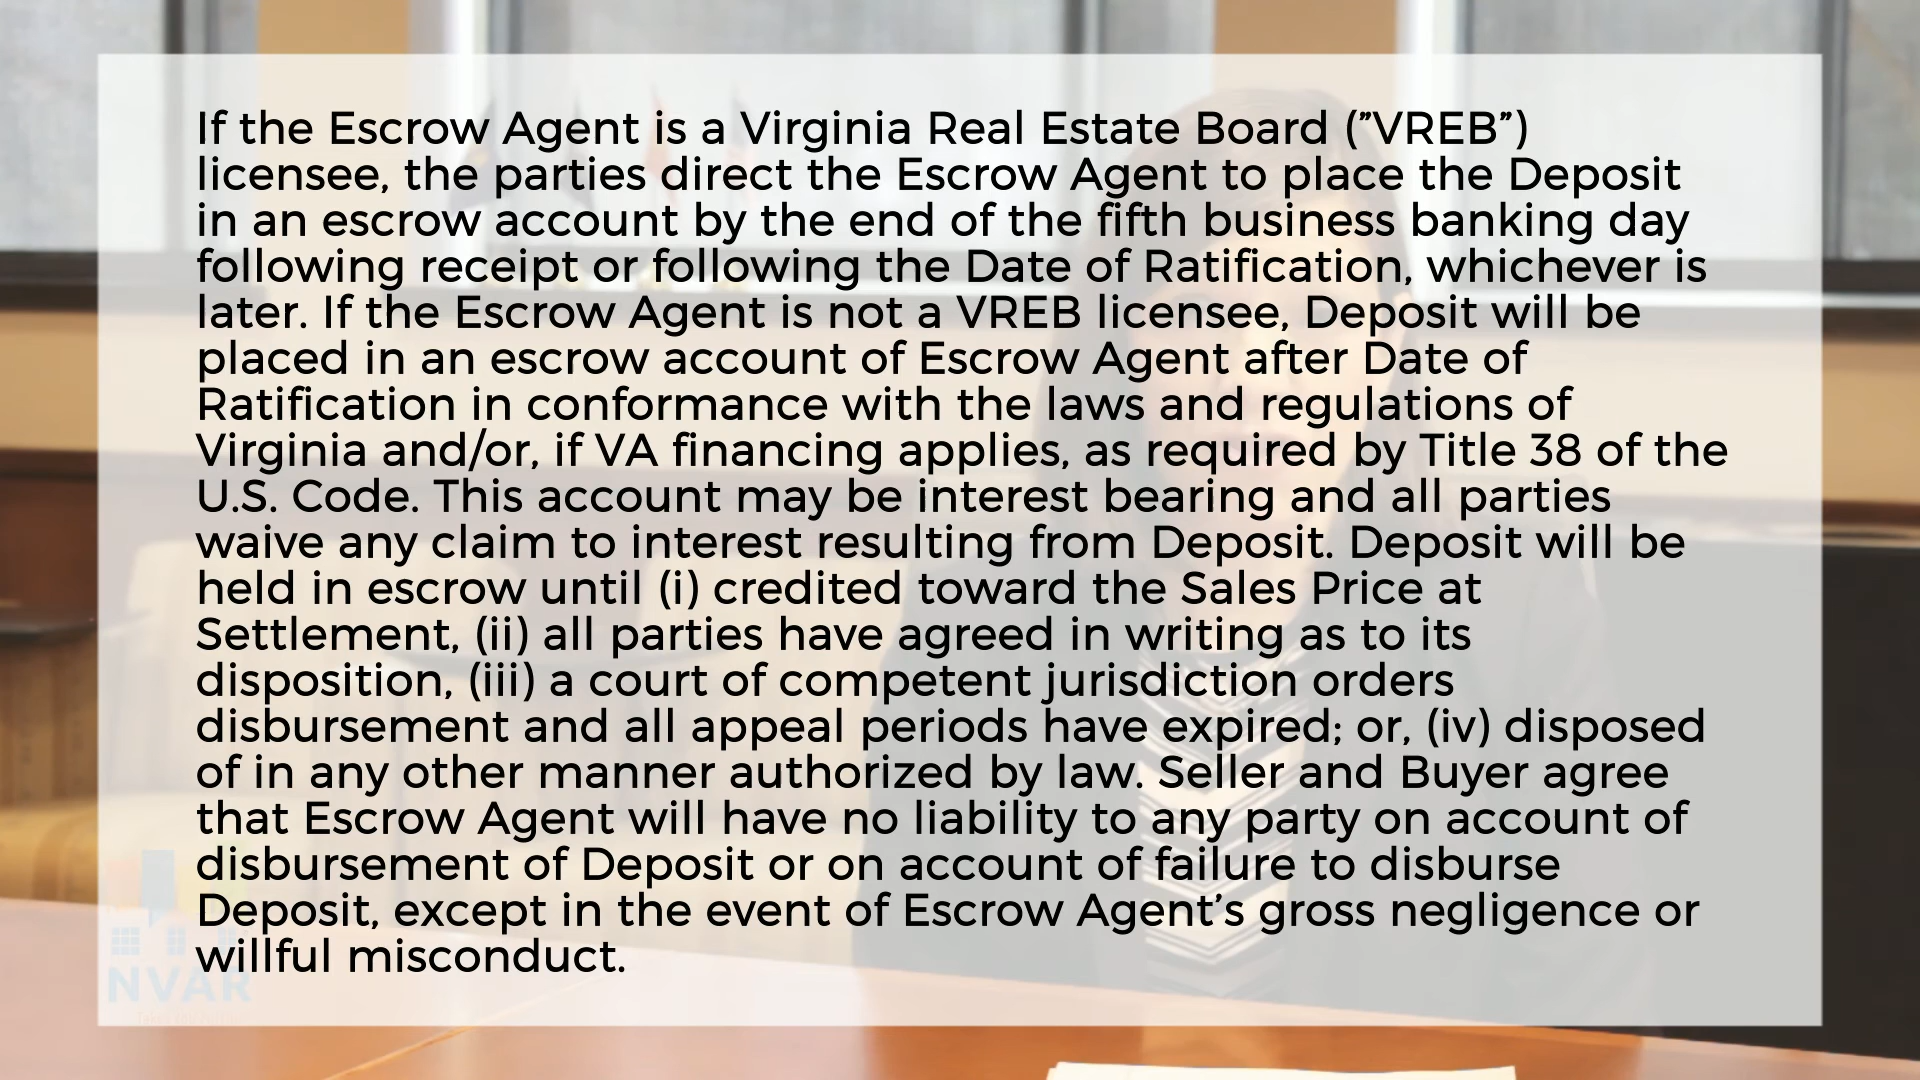 If the Escrow Agent is a Virginia Real Estate Board (”VREB”)
licensee, the parties direct the Escrow Agent to place the Deposit
in an escrow account by the end of the fifth business banking day
following receipt or following the Date of Ratification, whichever is
later. If the Escrow Agent is not a VREB licensee, Deposit will be
placed in an escrow account of Escrow Agent after Date of
Ratification in conformance with the laws and regulations of
Virginia and/or, if VA financing applies, as required by Title 38 of the
U.S. Code. This account may be interest bearing and all parties
waive any claim to interest resulting from Deposit. Deposit will be
held in escrow until (i) credited toward the Sales Price at
Settlement, (ii) all parties have agreed in writing as to its
disposition, (iii) a court of competent jurisdiction orders
disbursement and all appeal periods have expired; or, (iv) disposed
of in any other manner authorized by law. Seller and Buyer agree
that Escrow Agent will have no liability to any party on account of
disbursement of Deposit or on account of failure to disburse
Deposit, except in the event of Escrow Agent’s gross negligence or
willful misconduct.
NVAR